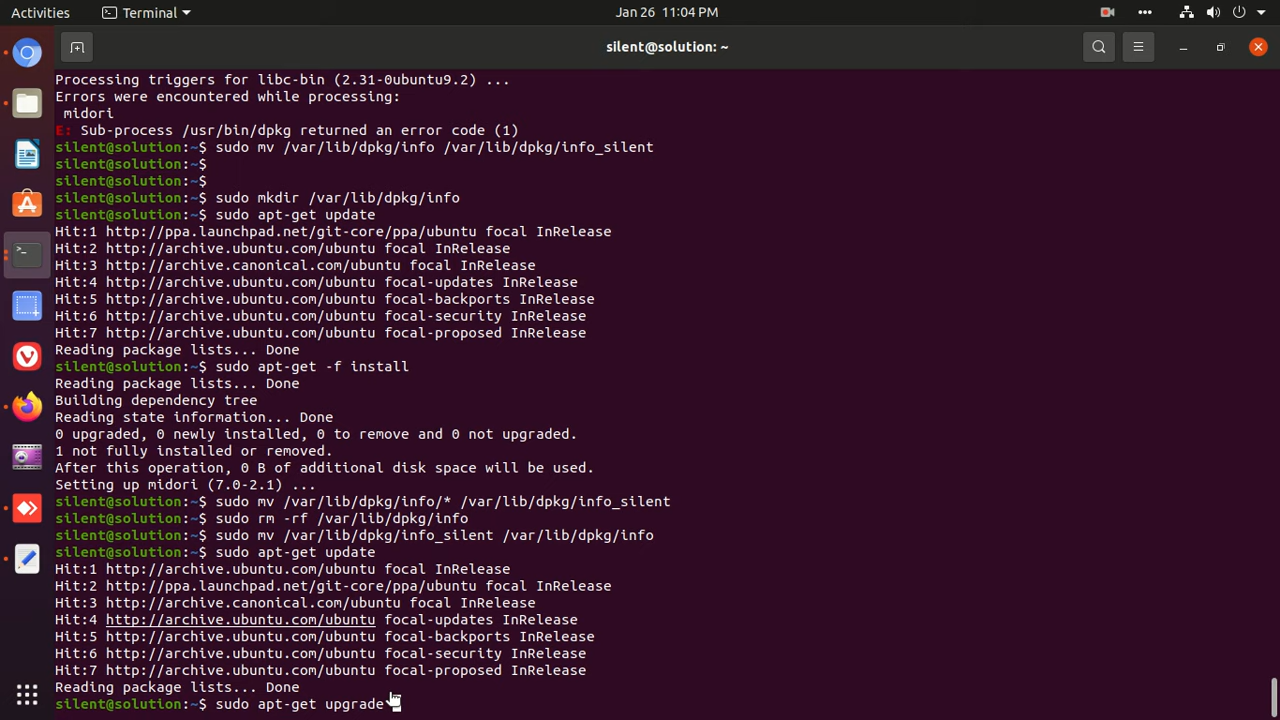 Activities
Terminal
Jan 26 11:04 PM
silent@solution: ~
Processing triggers for libc-bin (2.31-0ubuntu9.2) ...
Errors were encountered while processing:
midori
E: Sub-process /usr/bin/dpkg returned an error code (1)
silent@solution:~$ sudo mv /var/lib/dpkg/info /var/lib/dpkg/info_silent
silent@solution:~$
silent@solution:~$
silent@solution:~$ sudo mkdir /var/lib/dpkg/info
silent@solution:~$ sudo apt-get update
Hit:1 http://ppa.launchpad.net/git-core/ppa/ubuntu focal InRelease
Hit:2 http://archive.ubuntu.com/ubuntu focal InRelease
Hit:3 http://archive.canonical.com/ubuntu focal InRelease
Hit:4 http://archive.ubuntu.com/ubuntu focal-updates InRelease
Hit:5 http://archive.ubuntu.com/ubuntu focal-backports InRelease
Hit:6 http://archive.ubuntu.com/ubuntu focal-security InRelease
Hit:7 http://archive.ubuntu.com/ubuntu focal-proposed InRelease
Reading package lists... Done
silent@solution:~$ sudo apt-get -f install
Reading package lists... Done
Building dependency tree
Reading state information... Done
0 upgraded, 0 newly installed, 0 to remove and 0 not upgraded.
1 not fully installed or removed.
After this operation, 0 B of additional disk space will be used.
Setting up midori (7.0-2.1) ...
silent@solution:~$ sudo mv /var/lib/dpkg/info/* /var/lib/dpkg/info_silent
silent@solution:~$ sudo rm -rf /var/lib/dpkg/info
silent@solution:~$ sudo mv /var/lib/dpkg/info_silent /var/lib/dpkg/info
silent@solution:~$ sudo apt-get update
Hit:1 http://archive.ubuntu.com/ubuntu focal InRelease
Hit:2 http://ppa.launchpad.net/git-core/ppa/ubuntu focal InRelease
Hit:3 http://archive.canonical.com/ubuntu focal InRelease
Hit:4 http://archive.ubuntu.com/ubuntu focal-updates InRelease
Hit:5 http://archive.ubuntu.com/ubuntu focal-backports InRelease
Hit:6 http://archive.ubuntu.com/ubuntu focal-security InRelease
Hit:7 http://archive.ubuntu.com/ubuntu focal-proposed InRelease
Reading package lists... Done
silent@solution:~$ sudo apt-get upgrade